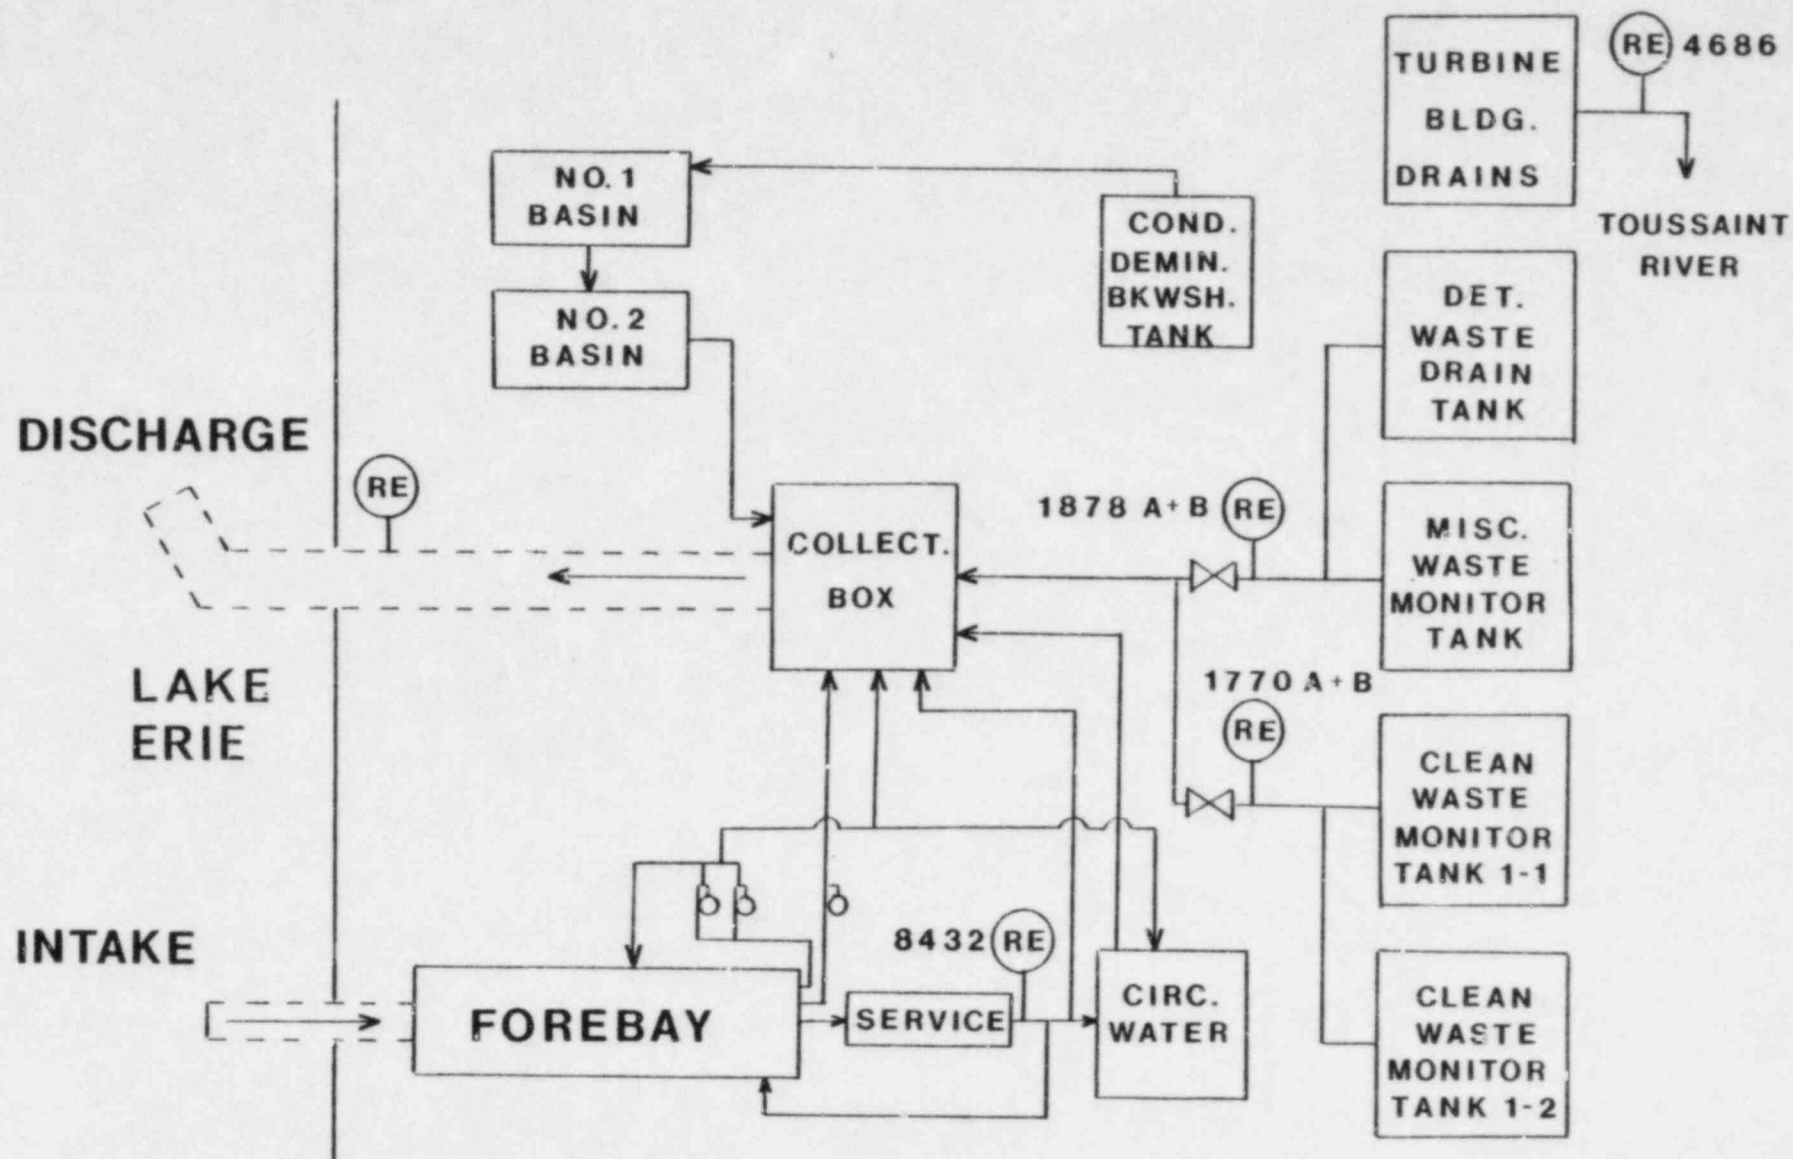 TURBINE
BLDG.
DRAINS
RE 4686
TOUSSAINT
RIVER
NO. 1
BASIN
NO. 2
BASIN
COND.
DEMIN.
BKWSH.
TANK
DET.
WASTE
DRAIN
TANK
DISCHARGE
RE
COLLECT.
BOX
1878 A+B RE
MISC.
WASTE
MONITOR
TANK
LAKE
ERIE
1770 A+B
RE
CLEAN
WASTE
MONITOR
TANK 1-1
INTAKE
FOREBAY
SERVICE
8432 RE
CIRC.
WATER
CLEAN
WASTE
MONITOR
TANK 1-2